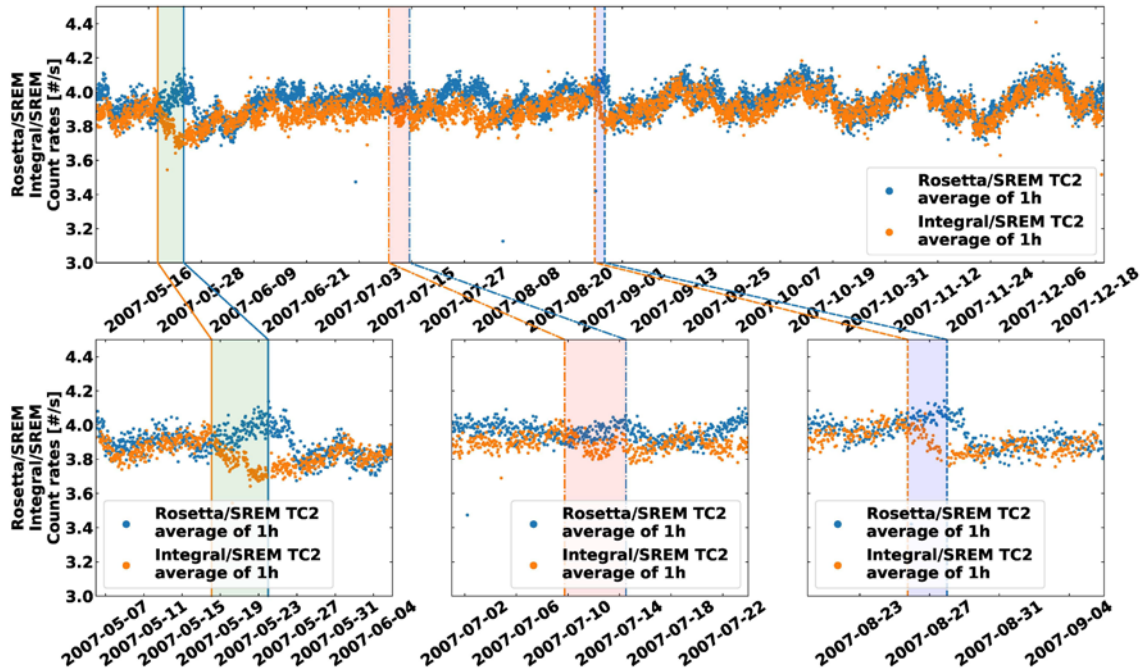 Rosetta/SREM
Integral/SREM
Count rates [#/s]
4.4
4.2
4.0
3.8
3.6
3.4
3.2
3.0
Rosetta/SREM TC2
average of 1h
Integral/SREM TC2
average of 1h
2007-05-16
2007-05-28
2007-06-09
2007-06-21
2007-07-03
2007-07-15
2007-07-27
2007-08-08
2007-08-20
2007-09-01
2007-09-13
2007-09-25
2007-10-07
2007-10-19
2007-10-31
2007-11-12
2007-11-24
2007-12-06
2007-12-18
Rosetta/SREM
Integral/SREM
Count rates [#/s]
4.4
4.2
4.0
3.8
3.6
3.4
3.2
3.0
Rosetta/SREM TC2
average of 1h
Integral/SREM TC2
average of 1h
2007-05-07
2007-05-11
2007-05-15
2007-05-19
2007-05-23
2007-05-27
2007-05-31
2007-06-04
Rosetta/SREM TC2
average of 1h
Integral/SREM TC2
average of 1h
2007-07-02
2007-07-06
2007-07-10
2007-07-14
2007-07-18
2007-07-22
Rosetta/SREM TC2
average of 1h
Integral/SREM TC2
average of 1h
2007-08-23
2007-08-27
2007-08-31
2007-09-04